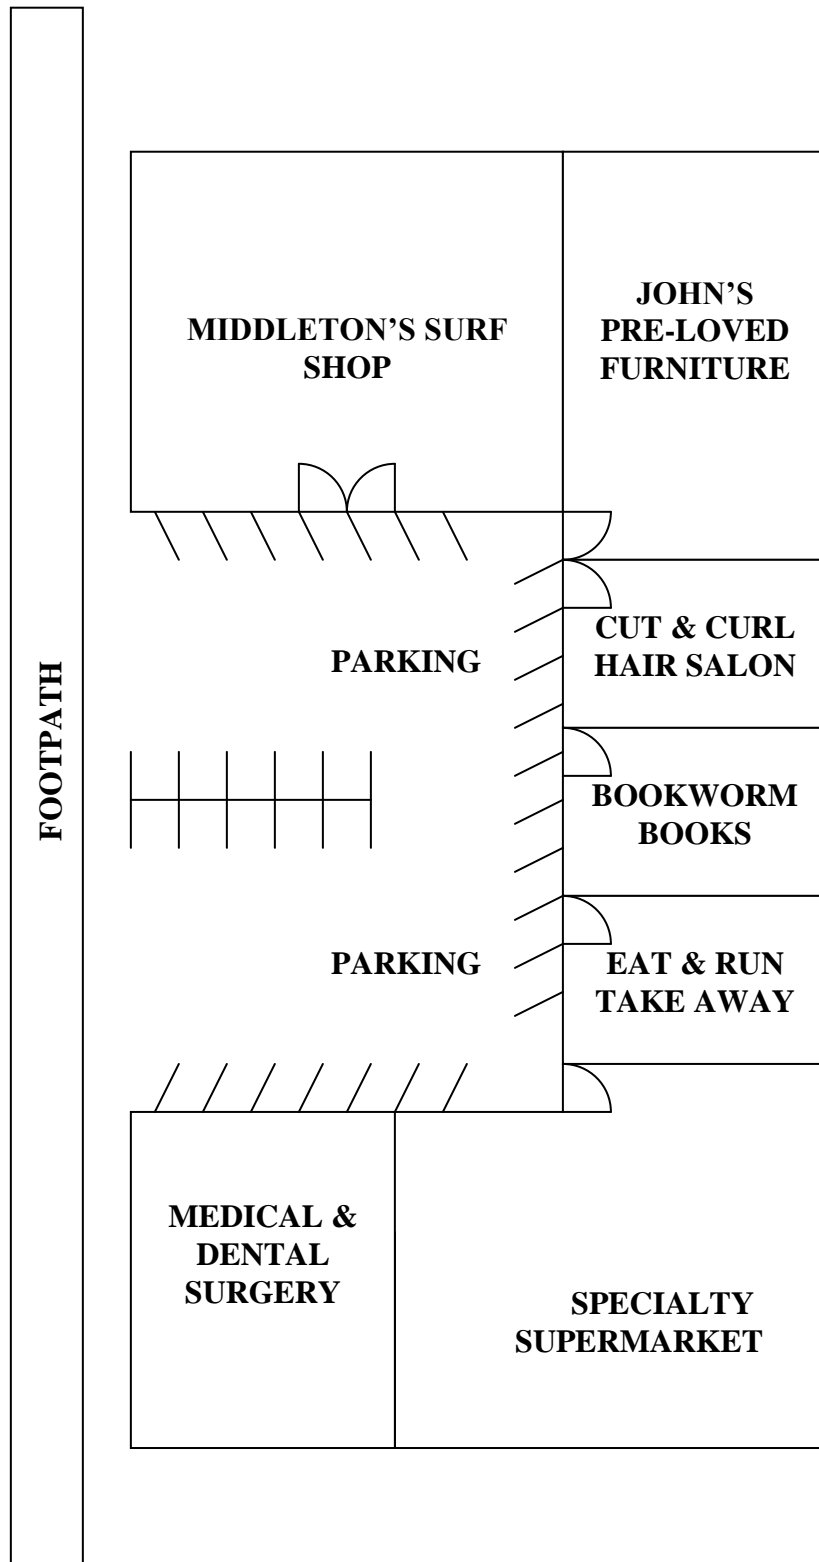 FOOTPATH
MIDDLETON'S SURF
SHOP
JOHN'S
PRE-LOVED
FURNITURE
PARKING
CUT & CURL
HAIR SALON
BOOKWORM
BOOKS
PARKING
EAT & RUN
TAKE AWAY
MEDICAL &
DENTAL
SURGERY
SPECIALTY
SUPERMARKET